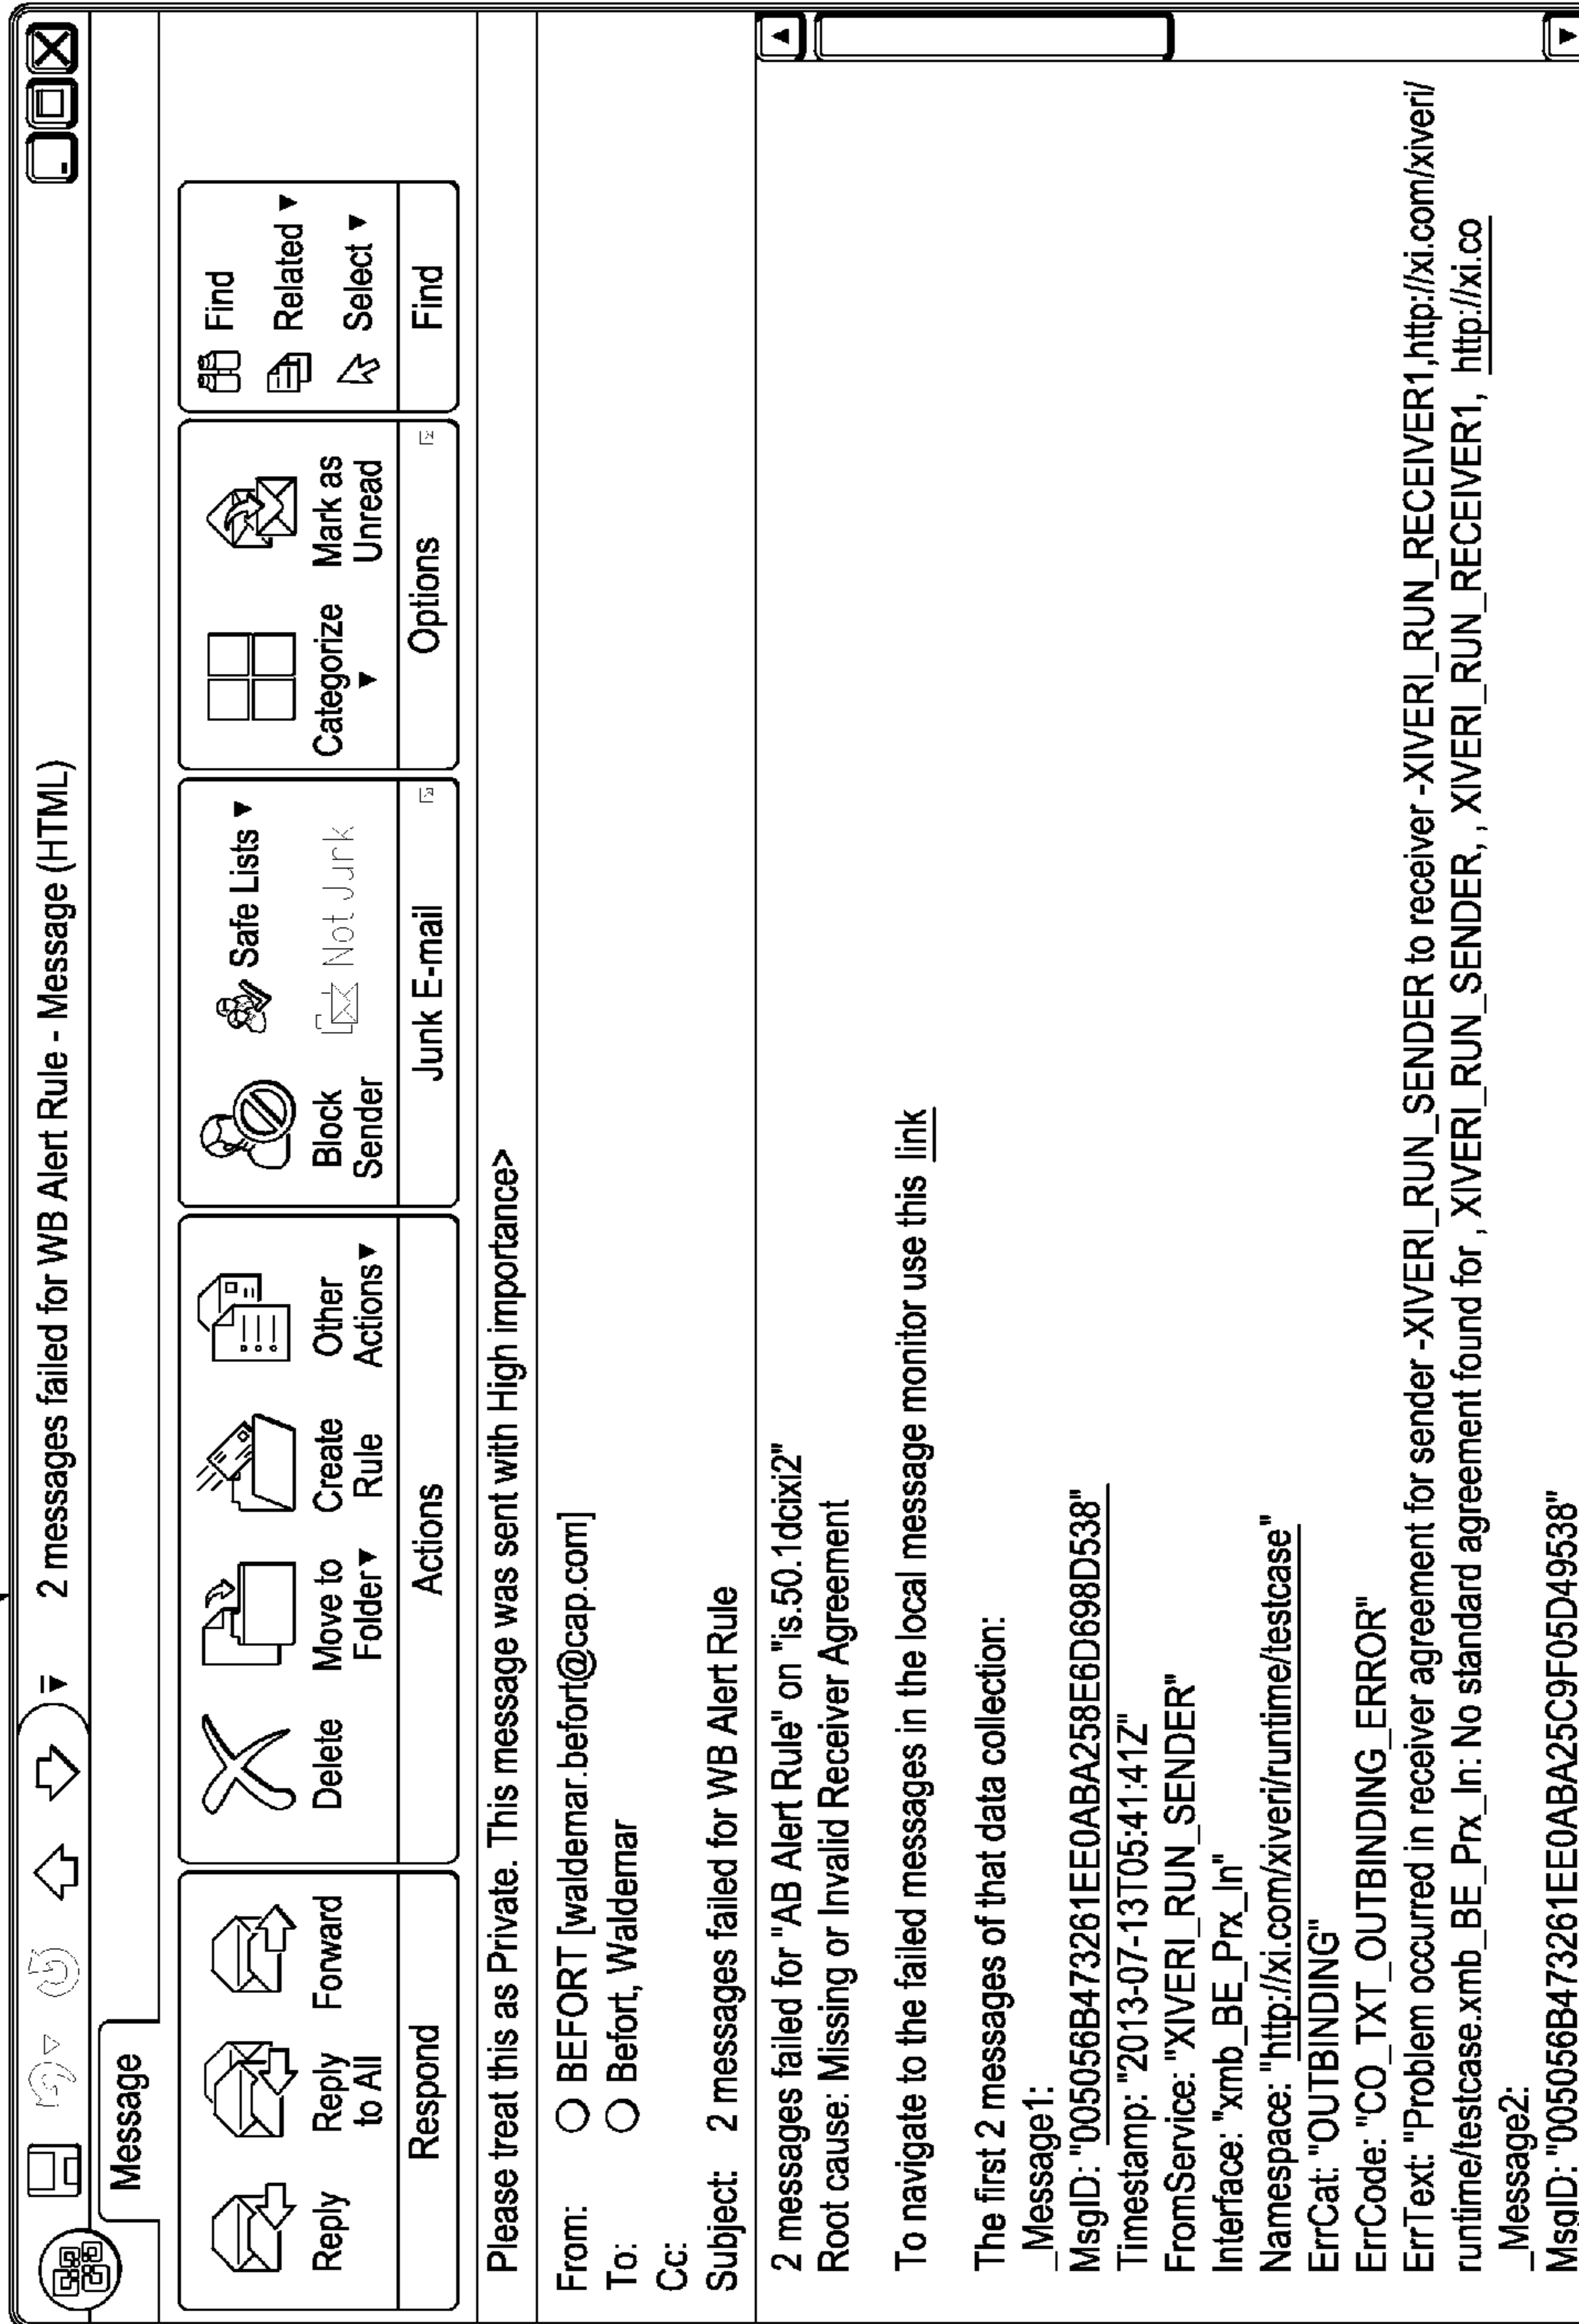 2 messages failed for WB Alert Rule - Message (HTML)
Message
Reply
Reply
to All
Forward
Respond
Delete
Move to
Folder
Create
Rule
Other
Actions
Actions
Block
Sender
Safe Lists
Not Junk
Junk E-mail
Categorize
Mark as
Unread
Options
Find
Related
Select
Find
Please treat this as Private. This message was sent with High importance>
From: BEFORT [waldemar.befort@cap.com]
To: Befort, Waldemar
Cc:
Subject: 2 messages failed for WB Alert Rule
2 messages failed for "AB Alert Rule" on "is.50.1dcixi2"
Root cause: Missing or Invalid Receiver Agreement
To navigate to the failed messages in the local message monitor use this link
The first 2 messages of that data collection:
_Message1:
MsgID: "005056B473261EE0ABA258E6D698D538"
Timestamp: "2013-07-13T05:41:41Z"
FromService: "XIVERI_RUN_SENDER"
Interface: "xmb_BE_Prx_In"
Namespace: "http://xi.com/xiveri/runtime/testcase"
ErrCat: "OUTBINDING"
ErrCode: "CO_TXT_OUTBINDING_ERROR"
ErrText: "Problem occurred in receiver agreement for sender -XIVERI_RUN_SENDER to receiver -XIVERI_RUN_RECEIVER1,http://xi.com/xiveri/
runtime/testcase.xmb_BE_Prx_In: No standard agreement found for , XIVERI_RUN_SENDER, , XIVERI_RUN_RECEIVER1, http://xi.co
_Message2:
MsgID: "005056B473261EE0ABA25C9F05D49538"